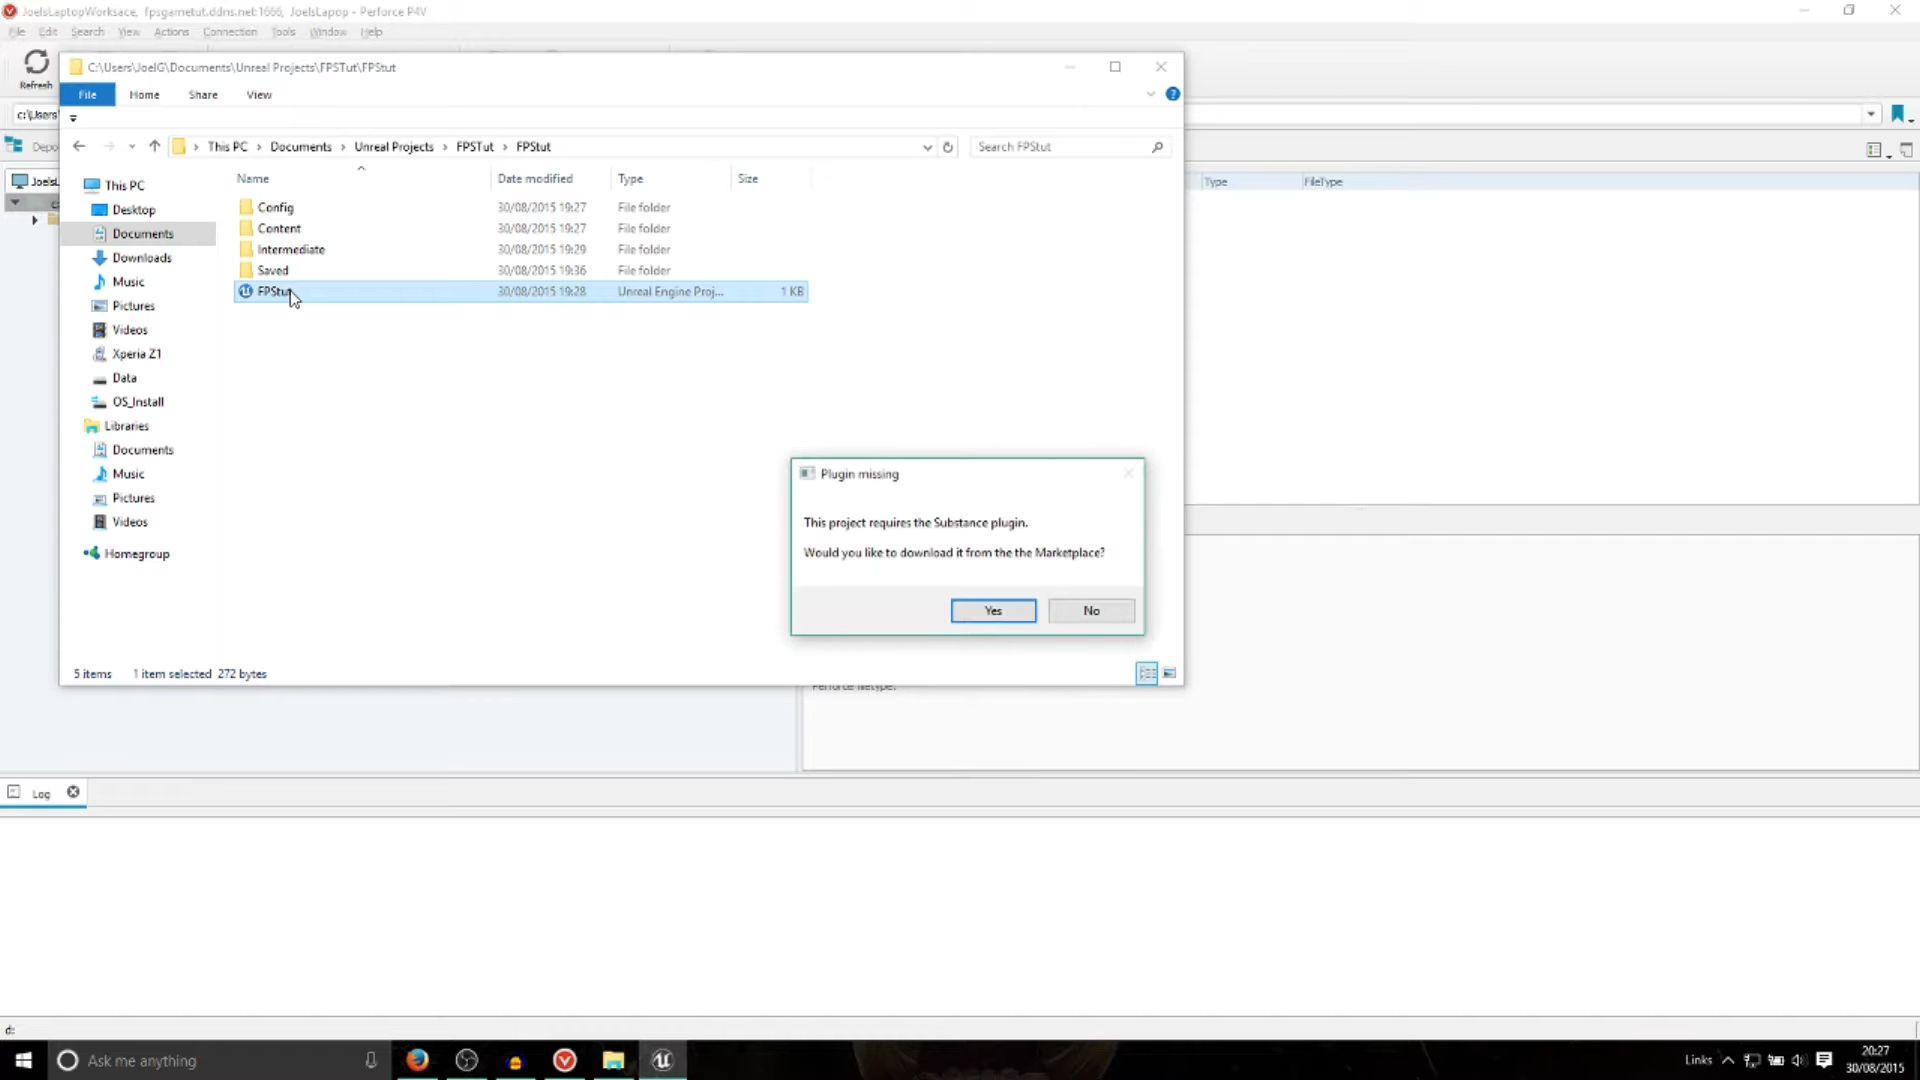 JoelsLaptopWorksace, fpsgametut.ddns.net:1666, JoelsLapop - Perforce P4V
File Edit Search View Actions Connection Tools Window Help
Refresh
C:\Users\JoelG\Documents\Unreal Projects\FPSTut\FPStut
File Home Share View
c:\Users
This PC > Documents > Unreal Projects > FPSTut > FPStut
Search FPStut
Depo
Joels
Name Date modified Type Size
Type FileType
This PC
Desktop
Documents
Downloads
Music
Pictures
Videos
Xperia Z1
Data
OS_Install
Libraries
Documents
Music
Pictures
Videos
Homegroup
Config 30/08/2015 19:27 File folder
Content 30/08/2015 19:27 File folder
Intermediate 30/08/2015 19:29 File folder
Saved 30/08/2015 19:36 File folder
FPStut 30/08/2015 19:28 Unreal Engine Proj... 1 KB
Plugin missing
This project requires the Substance plugin.
Would you like to download it from the the Marketplace?
Yes No
5 items 1 item selected 272 bytes
Perforce filetype:
Log
d:
Ask me anything
Links
20:27
30/08/2015